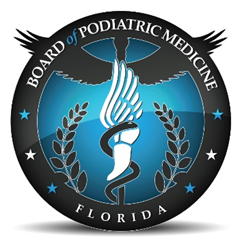 BOARD of PODIATRIC MEDICINE
FLORIDA